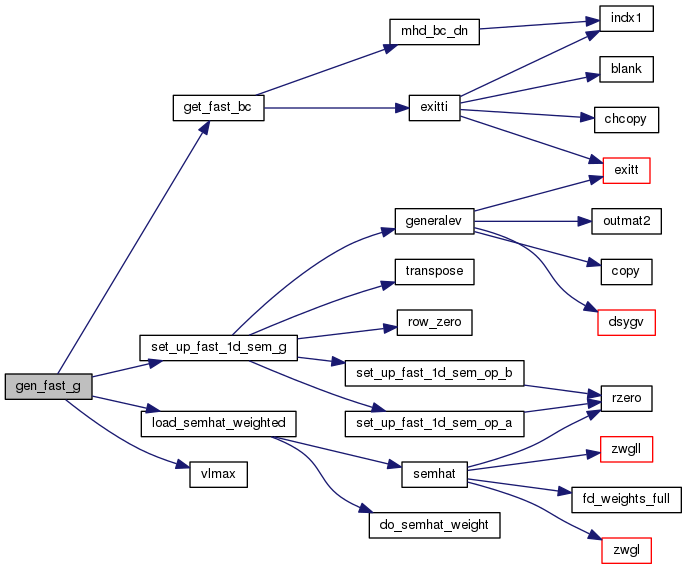 indx1
mhd_bc_dn
blank
get_fast_bc
exitti
chcopy
exitt
generalev
outmat2
transpose
copy
row_zero
dsygv
set_up_fast_1d_sem_g
set_up_fast_1d_sem_op_b
gen_fast_g
rzero
load_semhat_weighted
set_up_fast_1d_sem_op_a
zwgll
vlmax
semhat
fd_weights_full
do_semhat_weight
zwgl